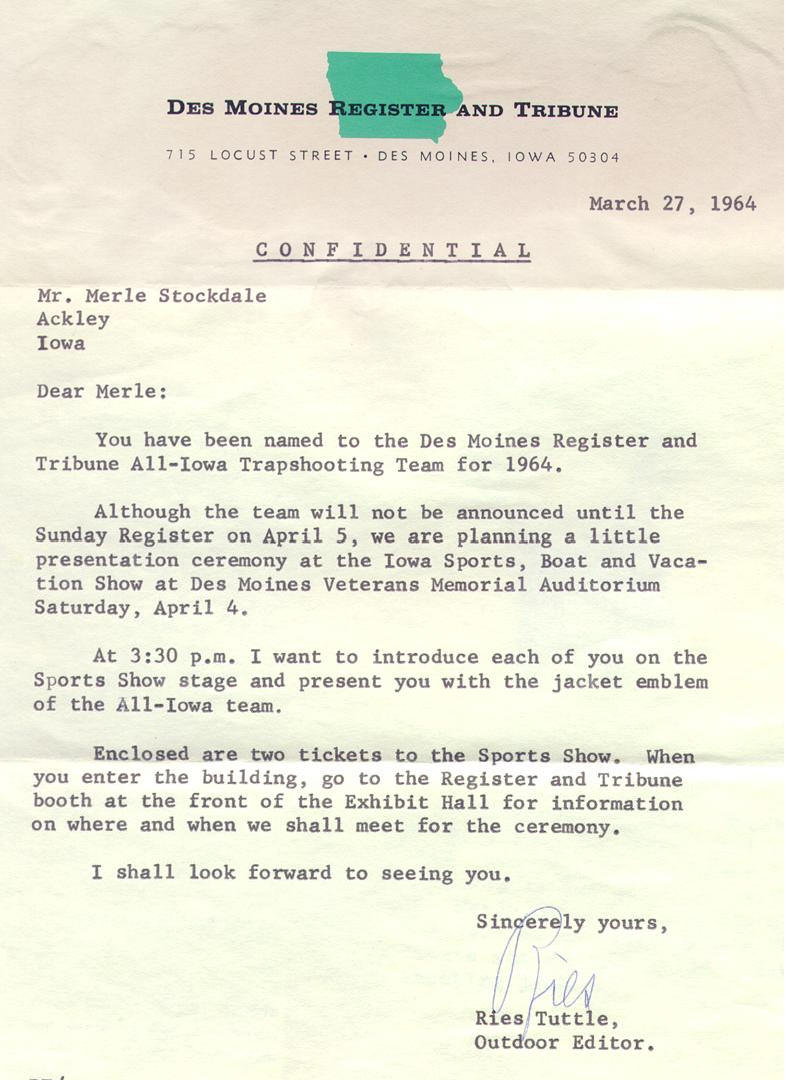 DES MOINES REGISTER AND TRIBUNE
715 LOCUST STREET • DES MOINES, IOWA 50304
March 27, 1964
CONFIDENTIAL
Mr. Merle Stockdale
Ackley
Iowa
Dear Merle:
You have been named to the Des Moines Register and
Tribune All-Iowa Trapshooting Team for 1964.
Although the team will not be announced until the
Sunday Register on April 5, we are planning a little
presentation ceremony at the Iowa Sports, Boat and Vaca-
tion Show at Des Moines Veterans Memorial Auditorium
Saturday, April 4.
At 3:30 p.m. I want to introduce each of you on the
Sports Show stage and present you with the jacket emblem
of the All-Iowa team.
Enclosed are two tickets to the Sports Show. When
you enter the building, go to the Register and Tribune
booth at the front of the Exhibit Hall for information
on where and when we shall meet for the ceremony.
I shall look forward to seeing you.
Sincerely yours,
Ries
Ries Tuttle,
Outdoor Editor.